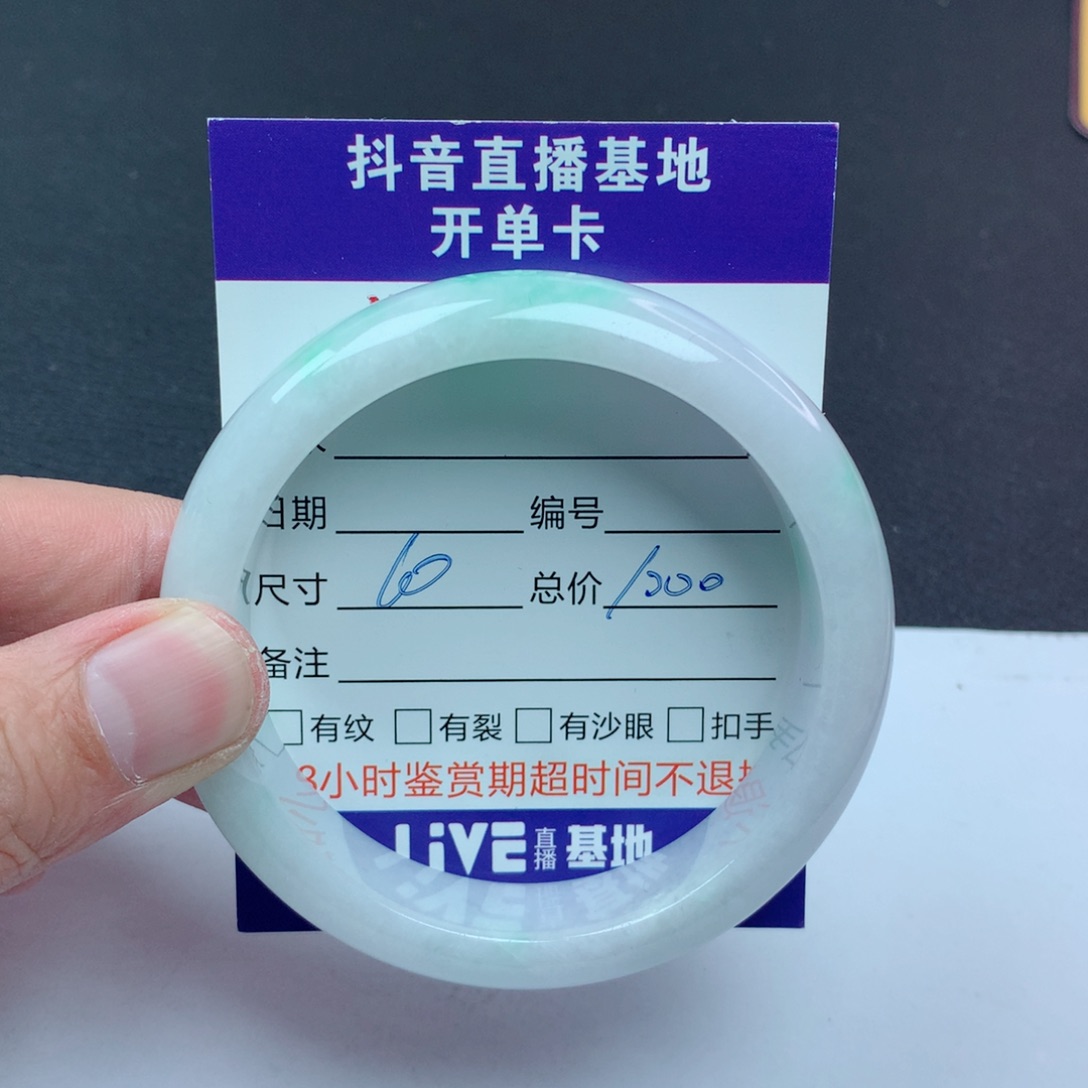 抖音直播基地
开单卡
日期 编号
尺寸 60 总价 1000
备注
有纹 有裂 有沙眼 扣手
8小时鉴赏期超时间不退
LiVE 直播 基地